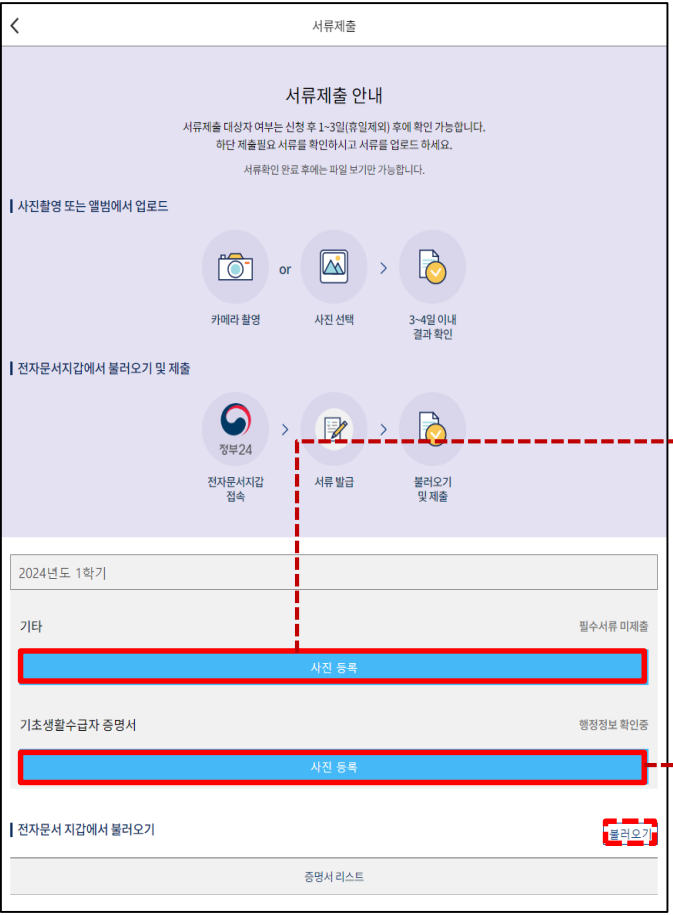 서류제출
서류제출 안내
서류제출 대상자 여부는 신청 후 1~3일(휴일제외) 후에 확인 가능합니다.
하단 제출필요 서류를 확인하시고 서류를 업로드 하세요.
서류확인 완료 후에는 파일 보기만 가능합니다.
사진촬영 또는 앨범에서 업로드
or
카메라 촬영
사진 선택
3~4일 이내
결과 확인
전자문서지갑에서 불러오기 및 제출
정부24
전자문서지갑
접속
서류 발급
불러오기
및 제출
2024년도 1학기
기타
필수서류 미제출
사진 등록
기초생활수급자 증명서
행정정보 확인중
사진 등록
전자문서 지갑에서 불러오기
불러오기
증명서 리스트